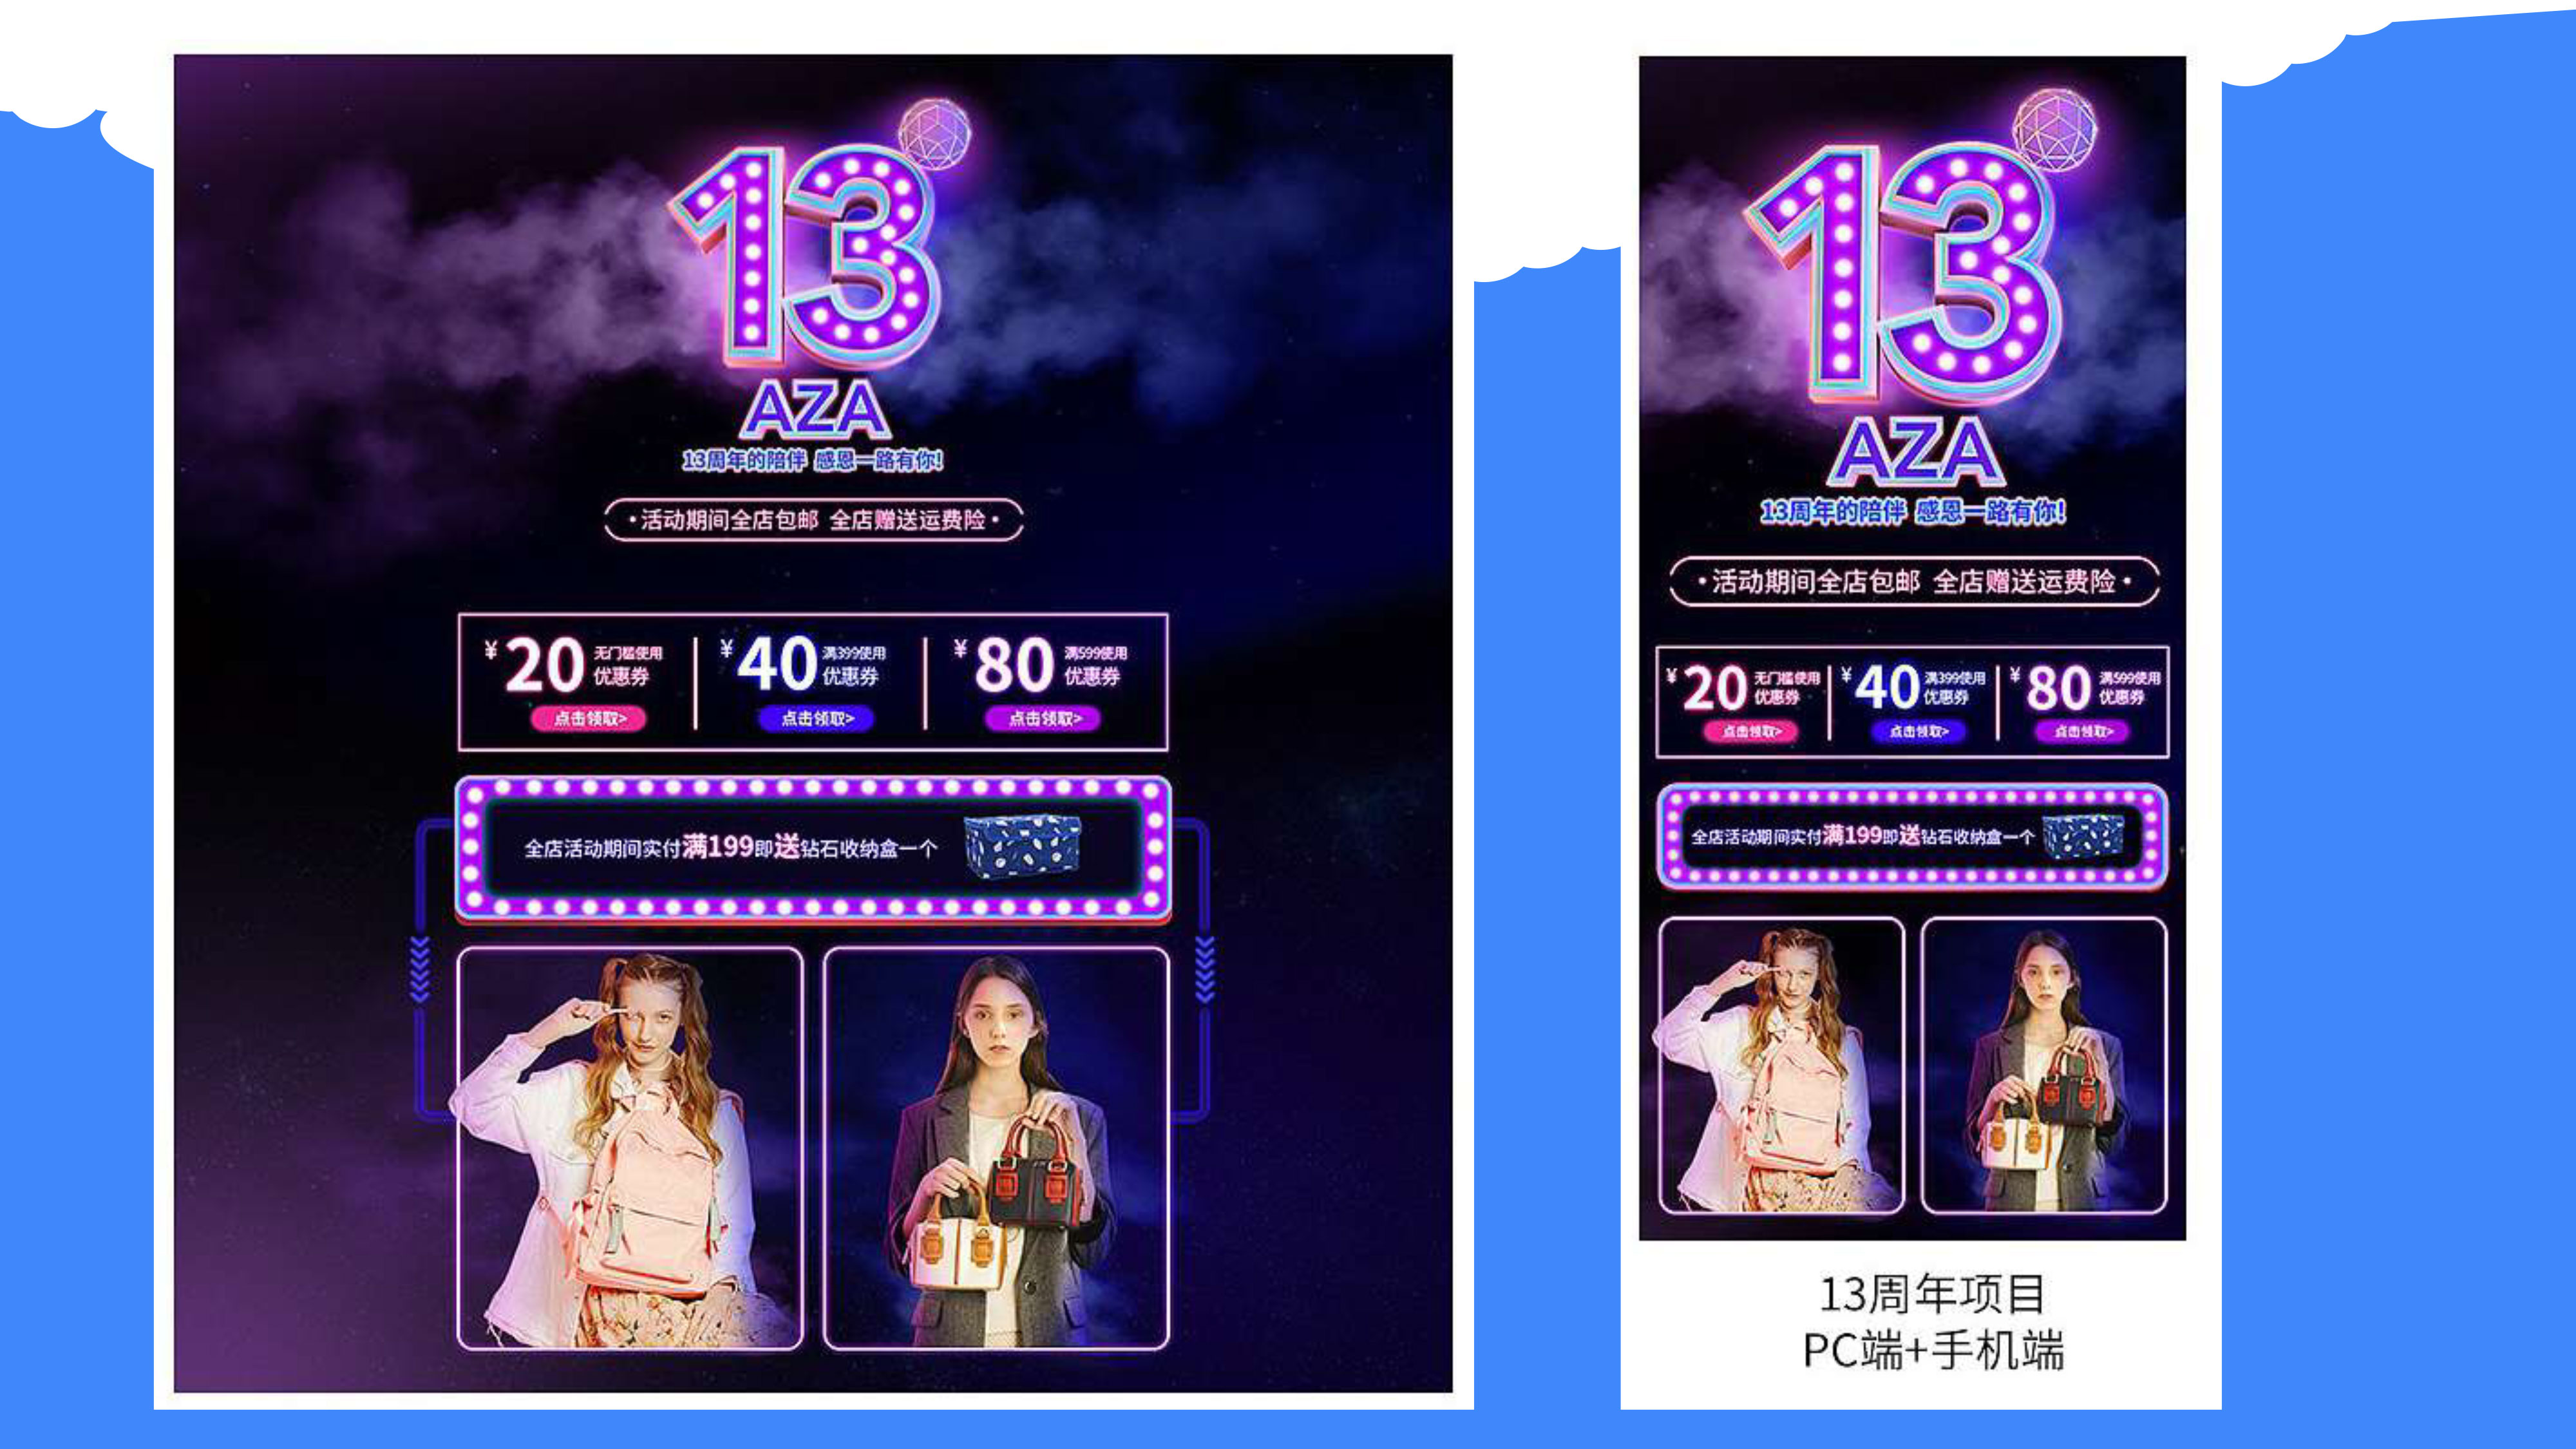 13
AZA
13周年的陪伴 感恩一路有你!
·活动期间全店包邮 全店赠送运费险·
¥20 无门槛使用 优惠券
点击领取>
¥40 满399使用 优惠券
点击领取>
¥80 满599使用 优惠券
点击领取>
全店活动期间实付满199即送钻石收纳盒一个
13
AZA
13周年的陪伴 感恩一路有你!
·活动期间全店包邮 全店赠送运费险·
¥20 无门槛使用 优惠券
点击领取>
¥40 满399使用 优惠券
点击领取>
¥80 满599使用 优惠券
点击领取>
全店活动期间实付满199即送钻石收纳盒一个
13周年项目
PC端+手机端